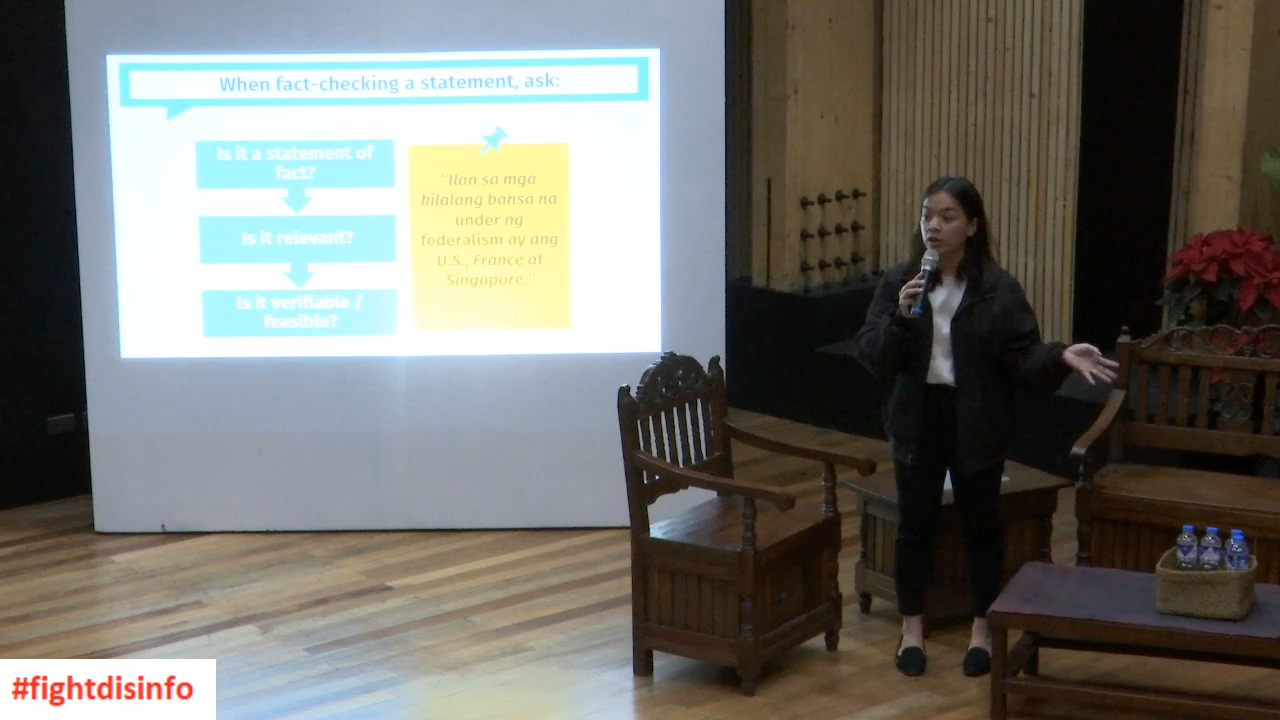 When fact-checking a statement, ask:
Is it a statement of
fact?
Is it relevant?
Is it verifiable /
feasible?
"Ilan sa mga
kilalang bansa na
under ng
federalism ay ang
U.S., France at
Singapore."
#fightdisinfo